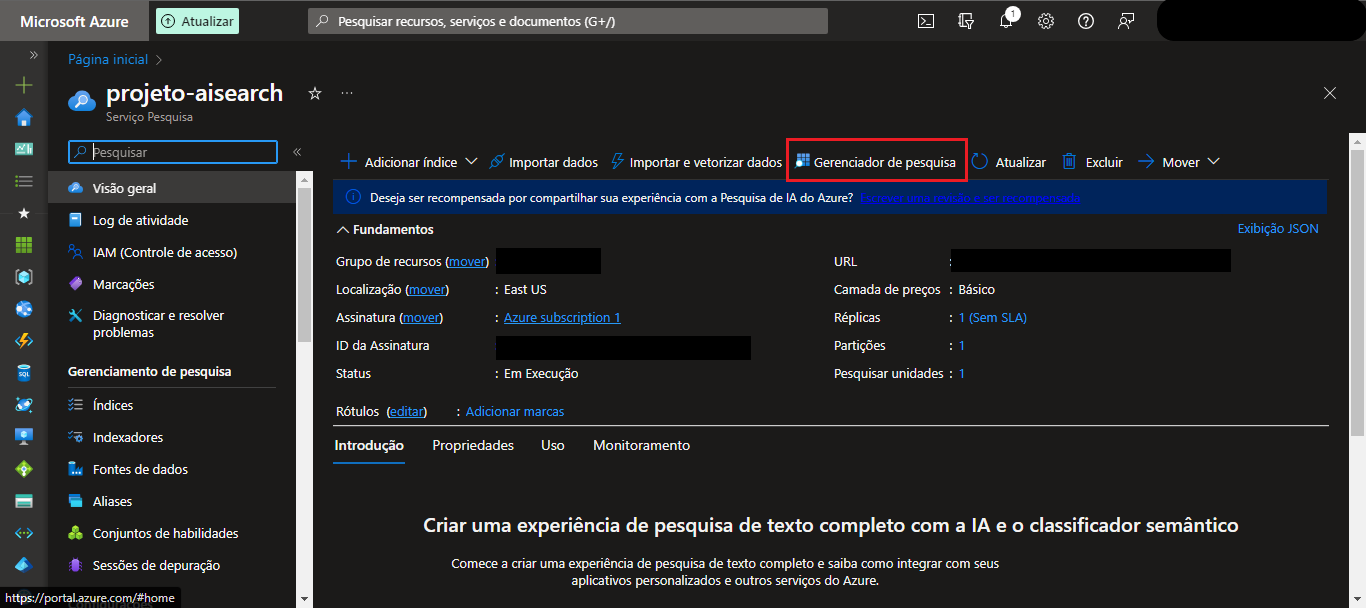 Microsoft Azure
Atualizar
Pesquisar recursos, serviços e documentos (G+/)
1
Página inicial
projeto-aisearch
Serviço Pesquisa
Pesquisar
Adicionar índice
Importar dados
Importar e vetorizar dados
Gerenciador de pesquisa
Atualizar
Excluir
Mover
Visão geral
Log de atividade
IAM (Controle de acesso)
Marcações
Diagnosticar e resolver
problemas
Gerenciamento de pesquisa
Índices
Indexadores
Fontes de dados
Aliases
Conjuntos de habilidades
Sessões de depuração
https://portal.azure.com/#home
Deseja ser recompensada por compartilhar sua experiência com a Pesquisa de IA do Azure?
Fundamentos
Exibição JSON
Grupo de recursos (mover)
Localização (mover) : East US
Assinatura (mover) : Azure subscription 1
ID da Assinatura
Status : Em Execução
URL :
Camada de preços : Básico
Réplicas : 1 (Sem SLA)
Partições : 1
Pesquisar unidades : 1
Rótulos (editar) : Adicionar marcas
Introdução
Propriedades
Uso
Monitoramento
Criar uma experiência de pesquisa de texto completo com a IA e o classificador semântico
Comece a criar uma experiência de pesquisa de texto completo e saiba como integrar com seus
aplicativos personalizados e outros serviços do Azure.
SQL